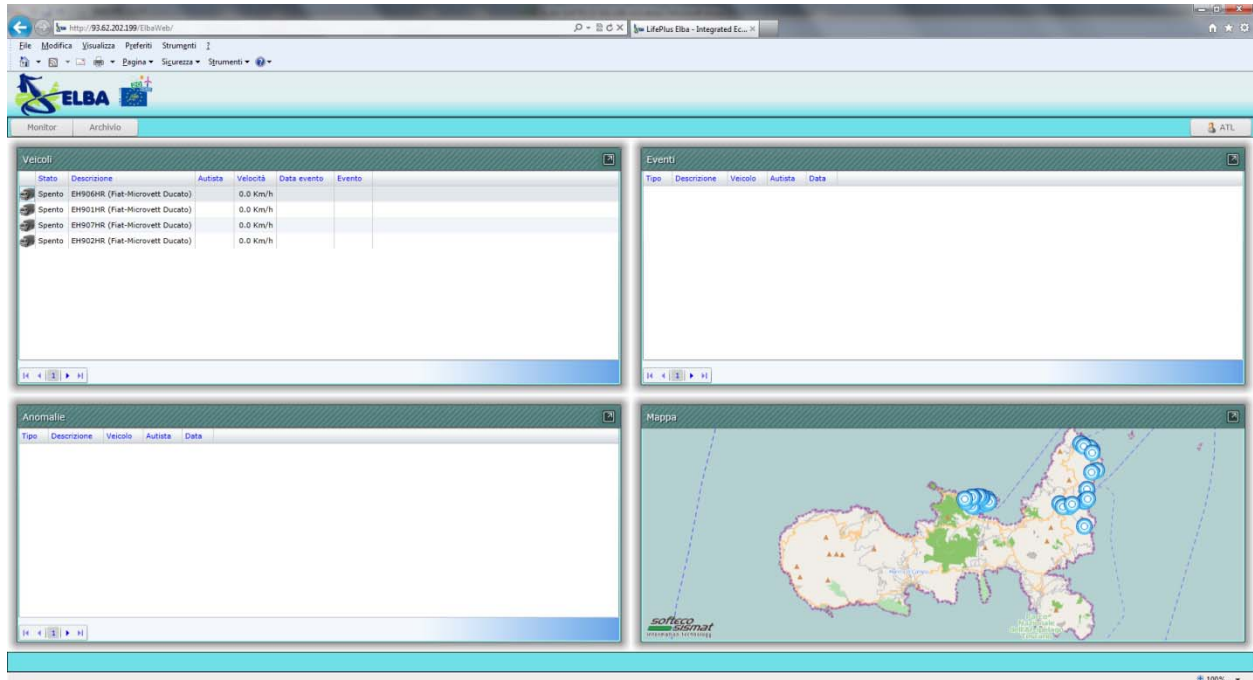 http://93.62.202.199/ElbaWeb/
LifePlus Elba - Integrated Ec...
File Modifica Visualizza Preferiti Strumenti ?
Pagina Sicurezza Strumenti
ELBA
Monitor Archivio ATL
Veicoli
Stato Descrizione Autista Velocità Data evento Evento
Spento EH906HR (Fiat-Microvett Ducato) 0.0 Km/h
Spento EH901HR (Fiat-Microvett Ducato) 0.0 Km/h
Spento EH907HR (Fiat-Microvett Ducato) 0.0 Km/h
Spento EH902HR (Fiat-Microvett Ducato) 0.0 Km/h
1
Eventi
Tipo Descrizione Veicolo Autista Data
1
Anomalie
Tipo Descrizione Veicolo Autista Data
1
Mappa
softeco
sismat
100%